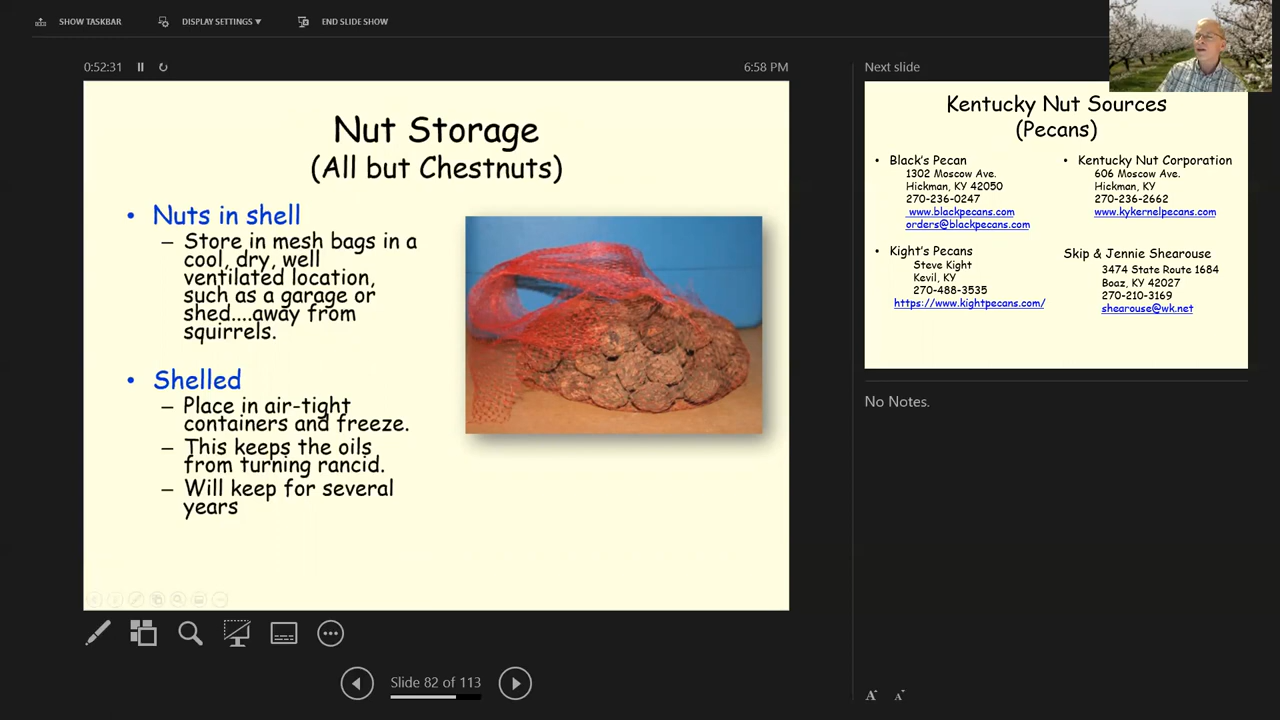 SHOW TASKBAR
DISPLAY SETTINGS ▼
END SLIDE SHOW
0:52:31
6:58 PM
Nut Storage
(All but Chestnuts)
• Nuts in shell
– Store in mesh bags in a
cool, dry, well
ventilated location,
such as a garage or
shed....away from
squirrels.
• Shelled
– Place in air-tight
containers and freeze.
– This keeps the oils
from turning rancid.
– Will keep for several
years
Slide 82 of 113
Next slide
Kentucky Nut Sources
(Pecans)
• Black's Pecan
1302 Moscow Ave.
Hickman, KY 42050
270-236-0247
www.blackpecans.com
orders@blackpecans.com
• Kight's Pecans
Steve Kight
Kevil, KY
270-488-3535
https://www.kightpecans.com/
• Kentucky Nut Corporation
606 Moscow Ave.
Hickman, KY
270-236-2662
www.kykernelpecans.com
Skip & Jennie Shearouse
3474 State Route 1684
Boaz, KY 42027
270-210-3169
shearouse@wk.net
No Notes.
A A